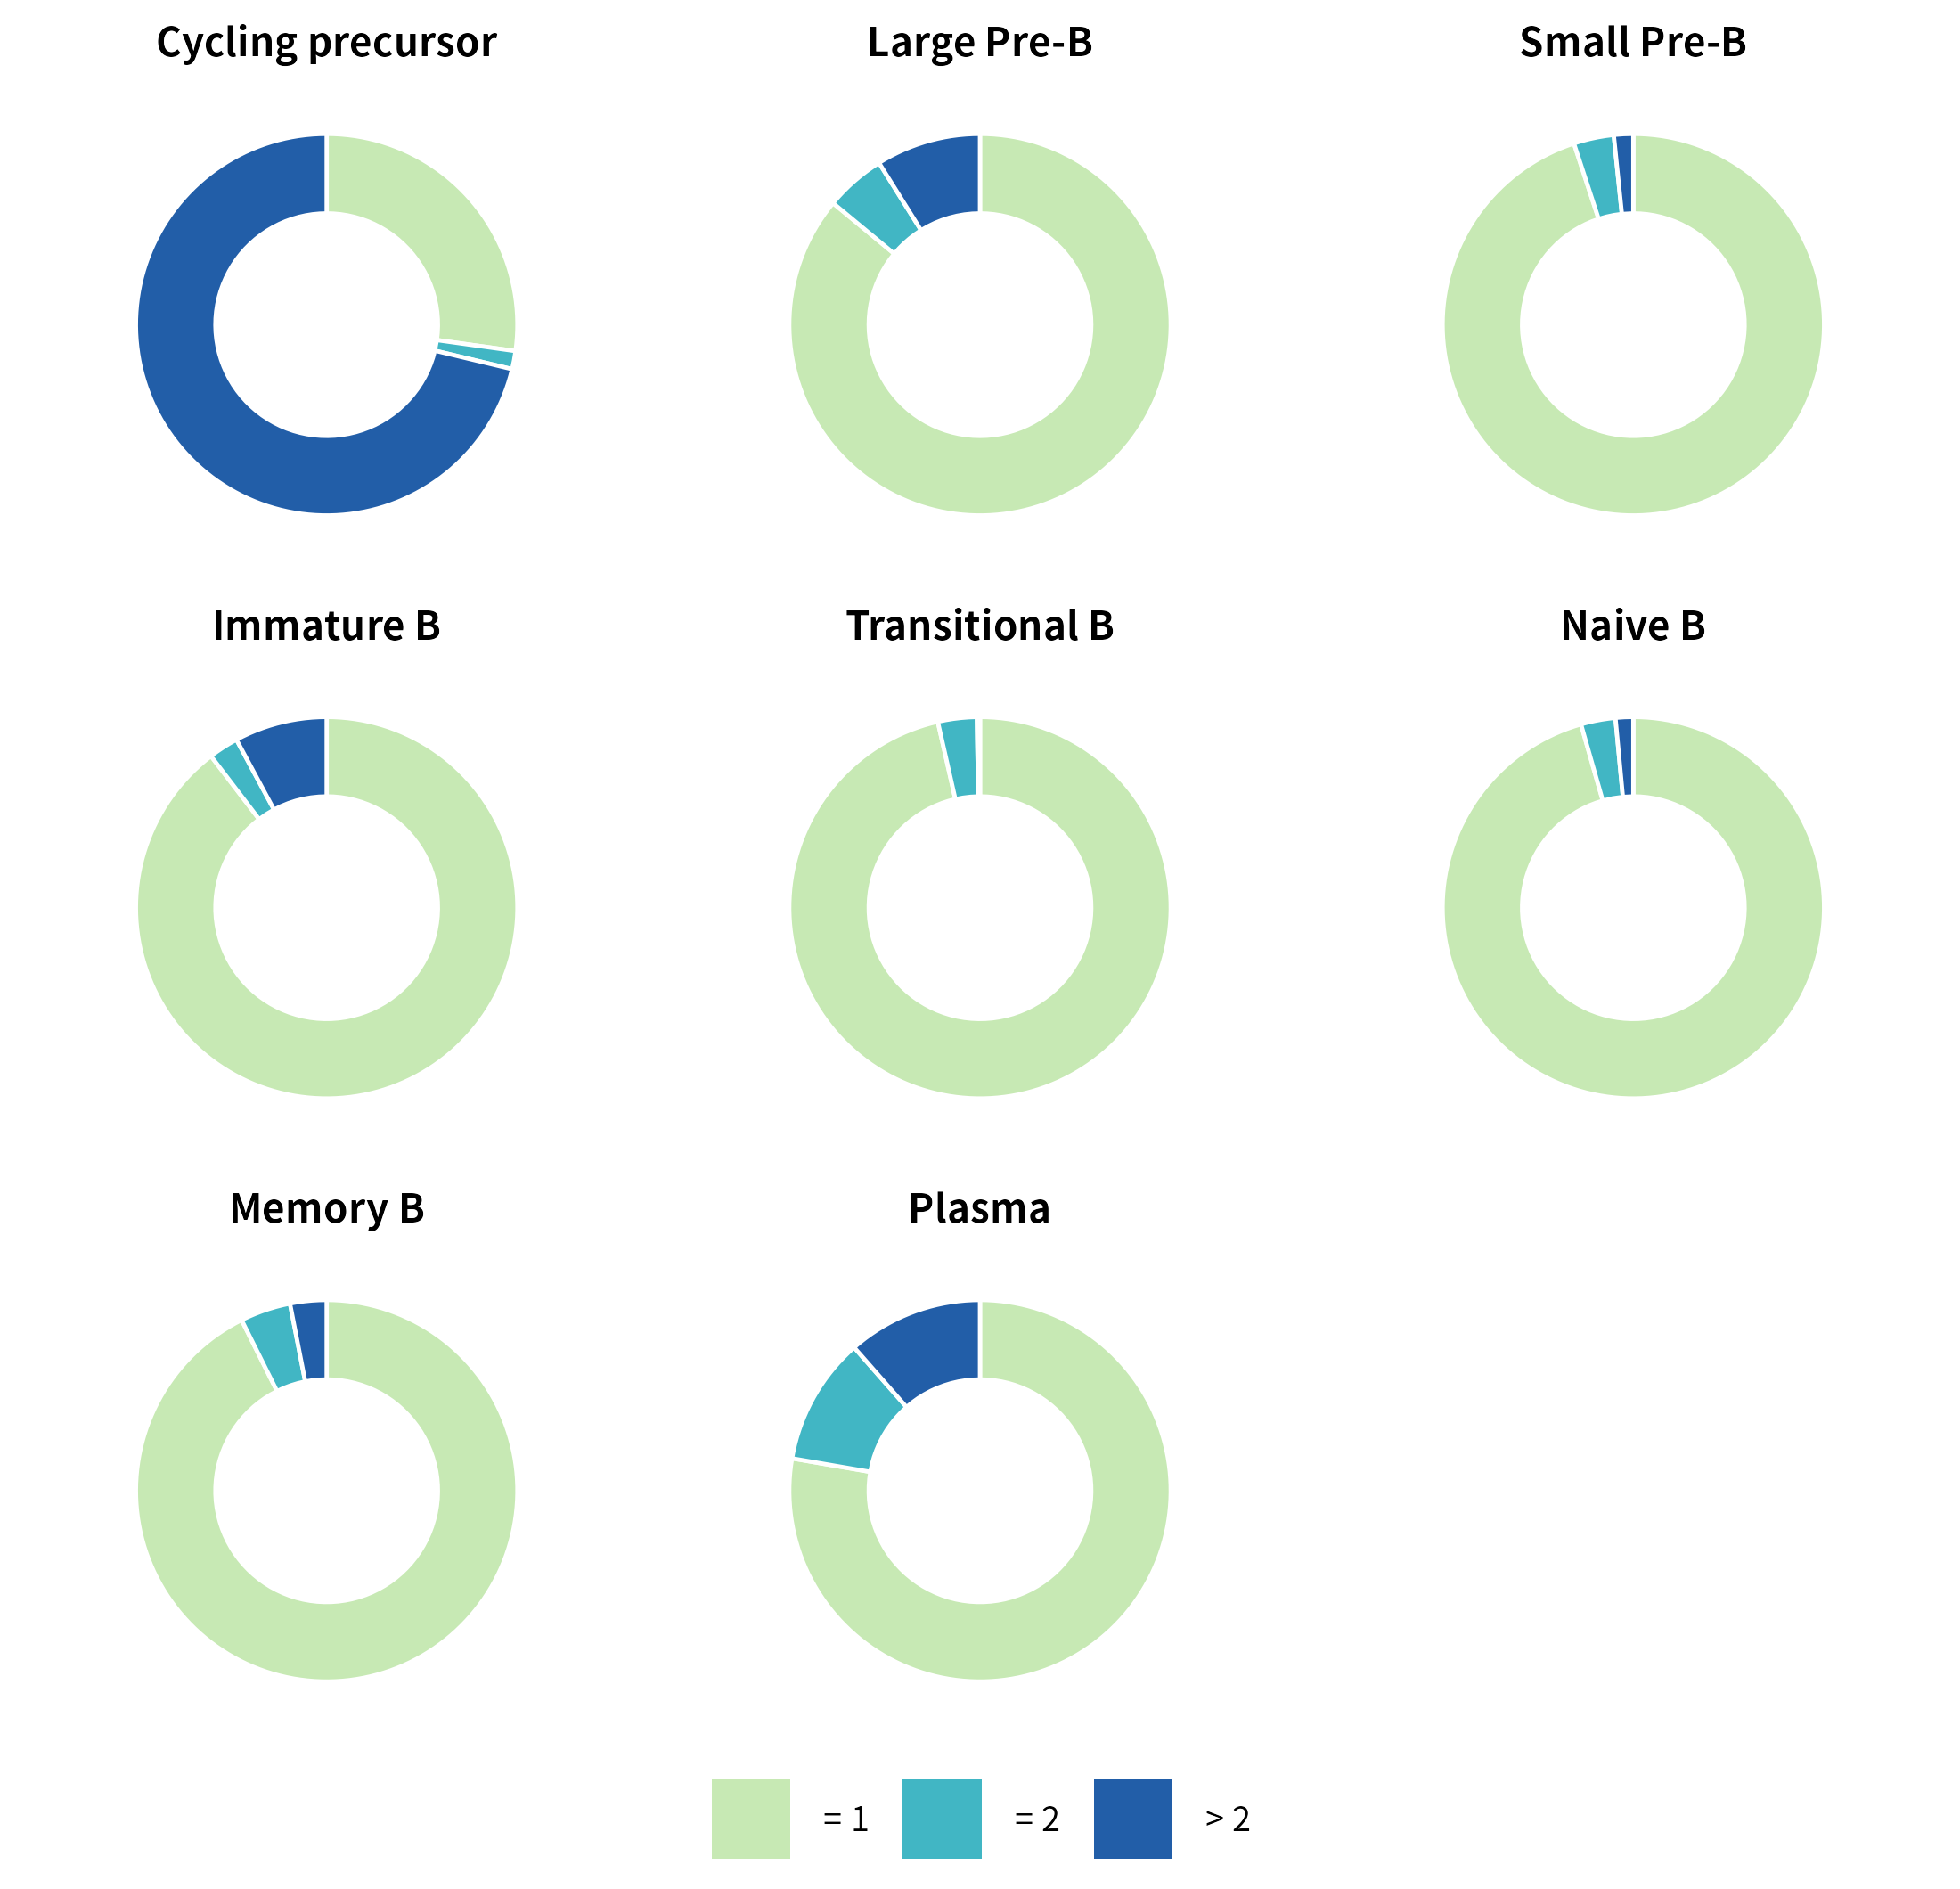 Cycling precursor
Large Pre-B
Small Pre-B
Immature B
Transitional B
Naive B
Memory B
Plasma
= 1
= 2
> 2